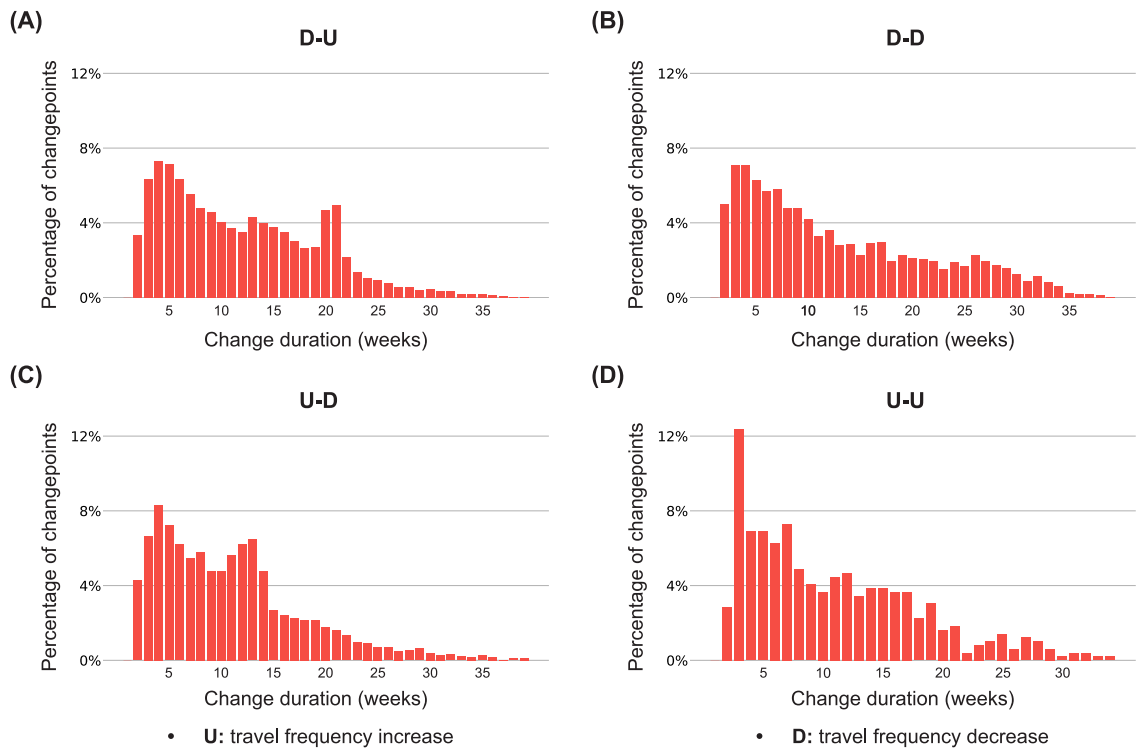 (A)
D-U
Percentage of changepoints
12%
8%
4%
0%
5 10 15 20 25 30 35
Change duration (weeks)
(B)
D-D
Percentage of changepoints
12%
8%
4%
0%
5 10 15 20 25 30 35
Change duration (weeks)
(C)
U-D
Percentage of changepoints
12%
8%
4%
0%
5 10 15 20 25 30 35
Change duration (weeks)
(D)
U-U
Percentage of changepoints
12%
8%
4%
0%
5 10 15 20 25 30
Change duration (weeks)
• U: travel frequency increase
• D: travel frequency decrease